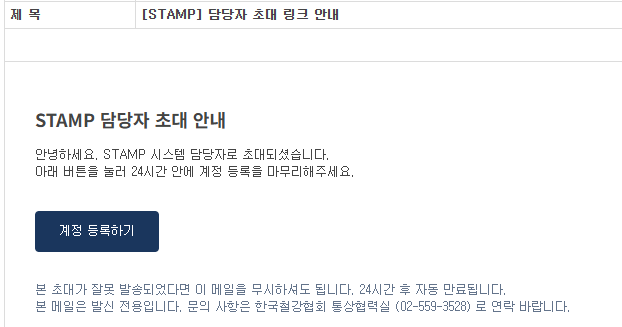 제 목 [STAMP] 담당자 초대 링크 안내
STAMP 담당자 초대 안내
안녕하세요. STAMP 시스템 담당자로 초대되셨습니다.
아래 버튼을 눌러 24시간 안에 계정 등록을 마무리해주세요.
계정 등록하기
본 초대가 잘못 발송되었다면 이 메일을 무시하셔도 됩니다. 24시간 후 자동 만료됩니다.
본 메일은 발신 전용입니다. 문의 사항은 한국철강협회 통상협력실 (02-559-3528) 로 연락 바랍니다.